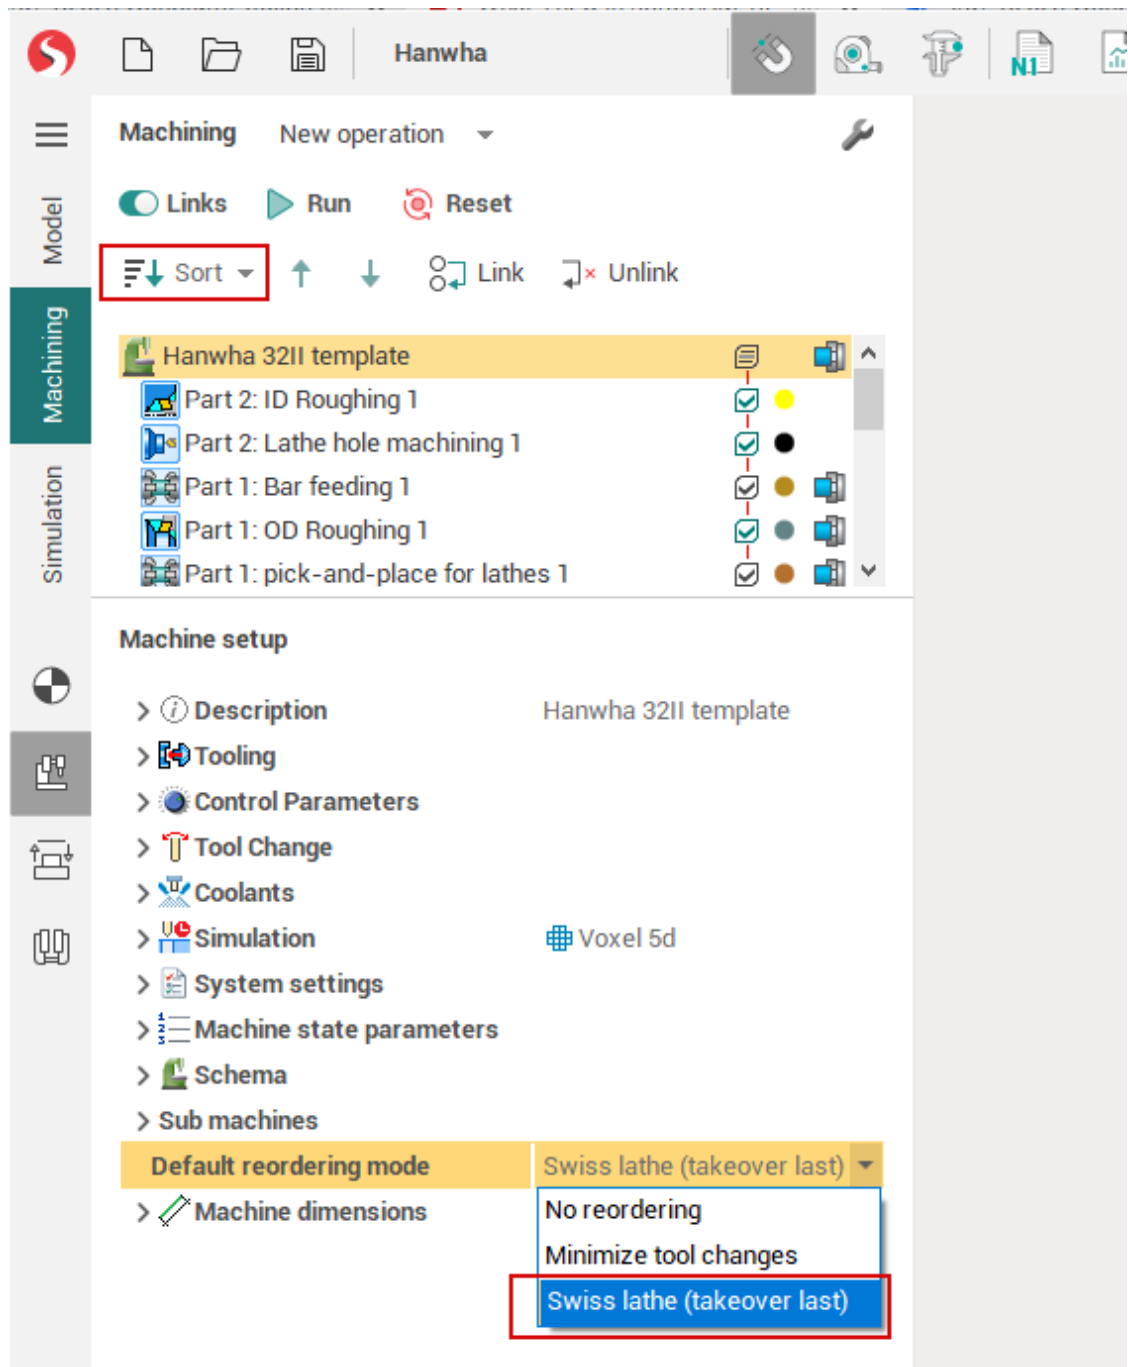 Hanwha
N1
Machining New operation
Links Run Reset
Sort Link Unlink
Model
Machining
Simulation
Hanwha 32II template
Part 2: ID Roughing 1
Part 2: Lathe hole machining 1
Part 1: Bar feeding 1
Part 1: OD Roughing 1
Part 1: pick-and-place for lathes 1
Machine setup
Description Hanwha 32II template
Tooling
Control Parameters
Tool Change
Coolants
Simulation Voxel 5d
System settings
Machine state parameters
Schema
Sub machines
Default reordering mode Swiss lathe (takeover last)
Machine dimensions
No reordering
Minimize tool changes
Swiss lathe (takeover last)